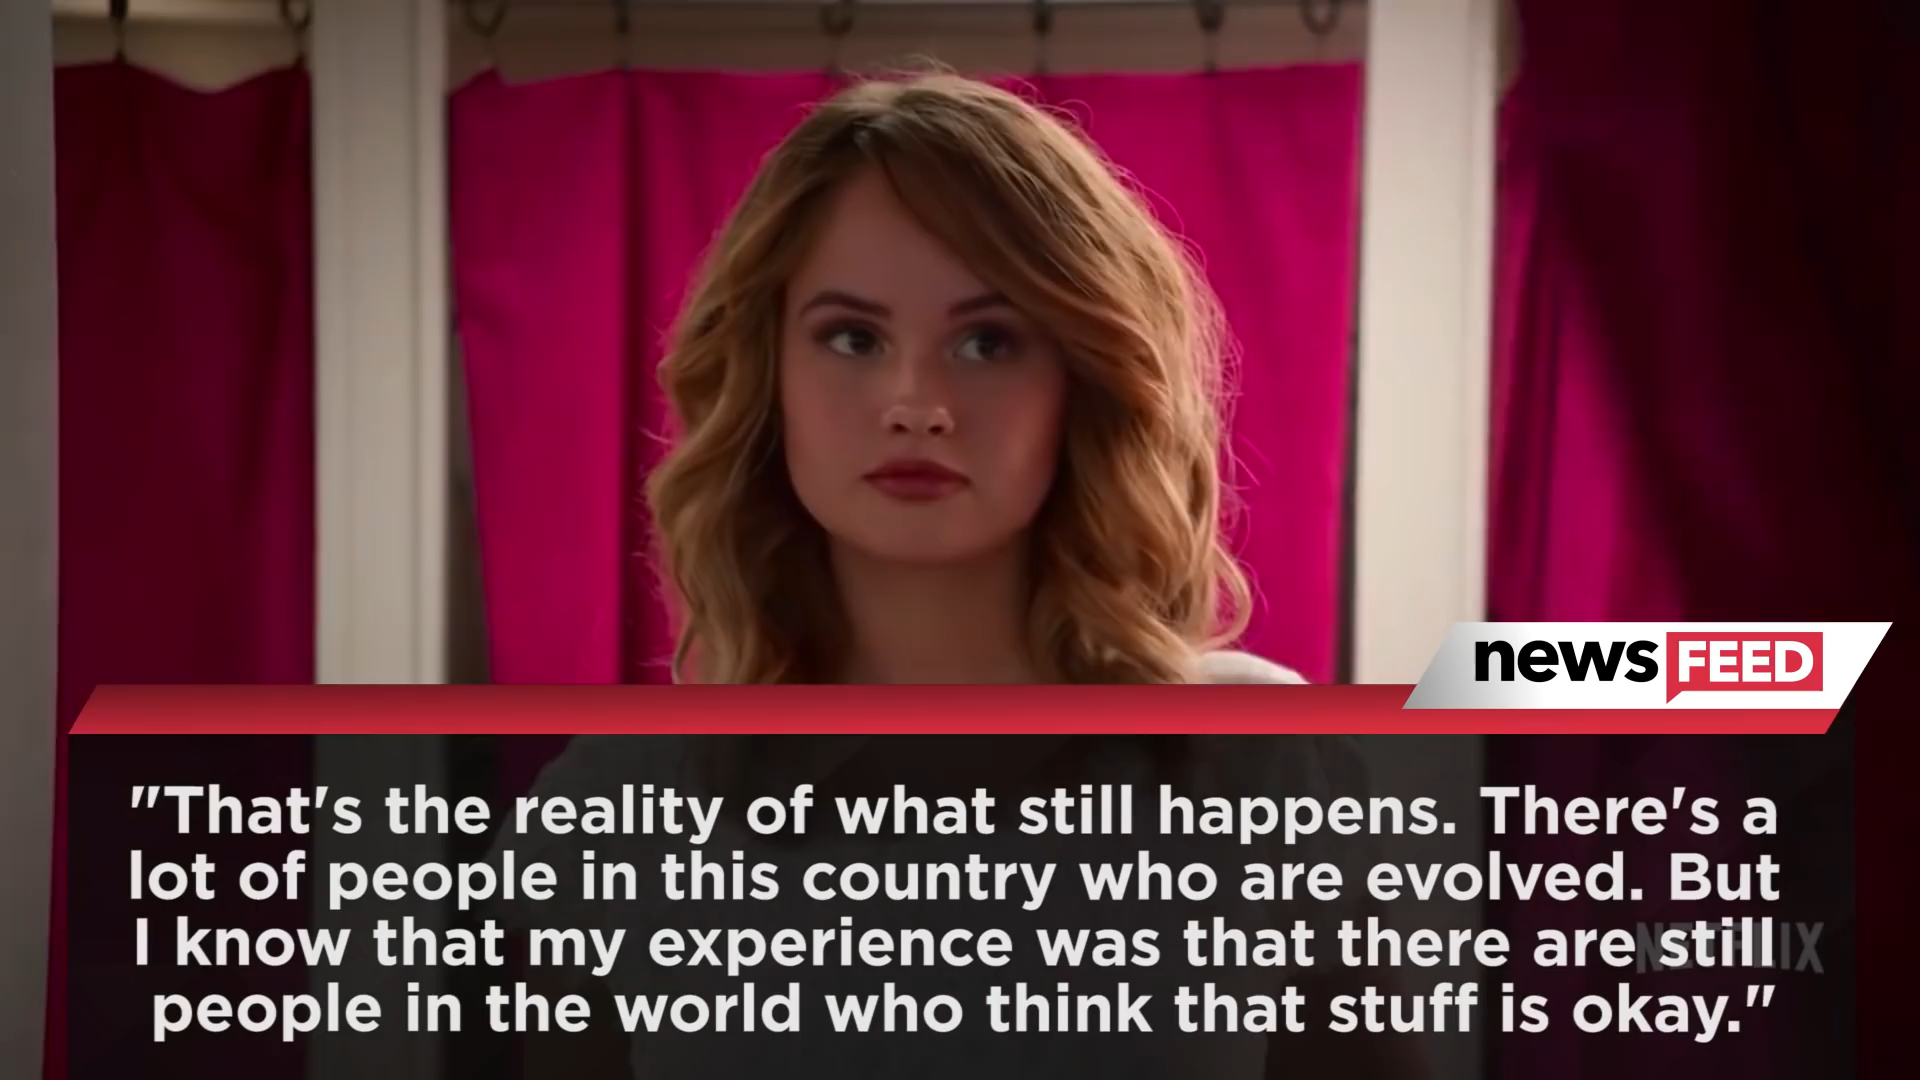 news FEED
"That's the reality of what still happens. There's a
lot of people in this country who are evolved. But
I know that my experience was that there are still
people in the world who think that stuff is okay."
NETFLIX